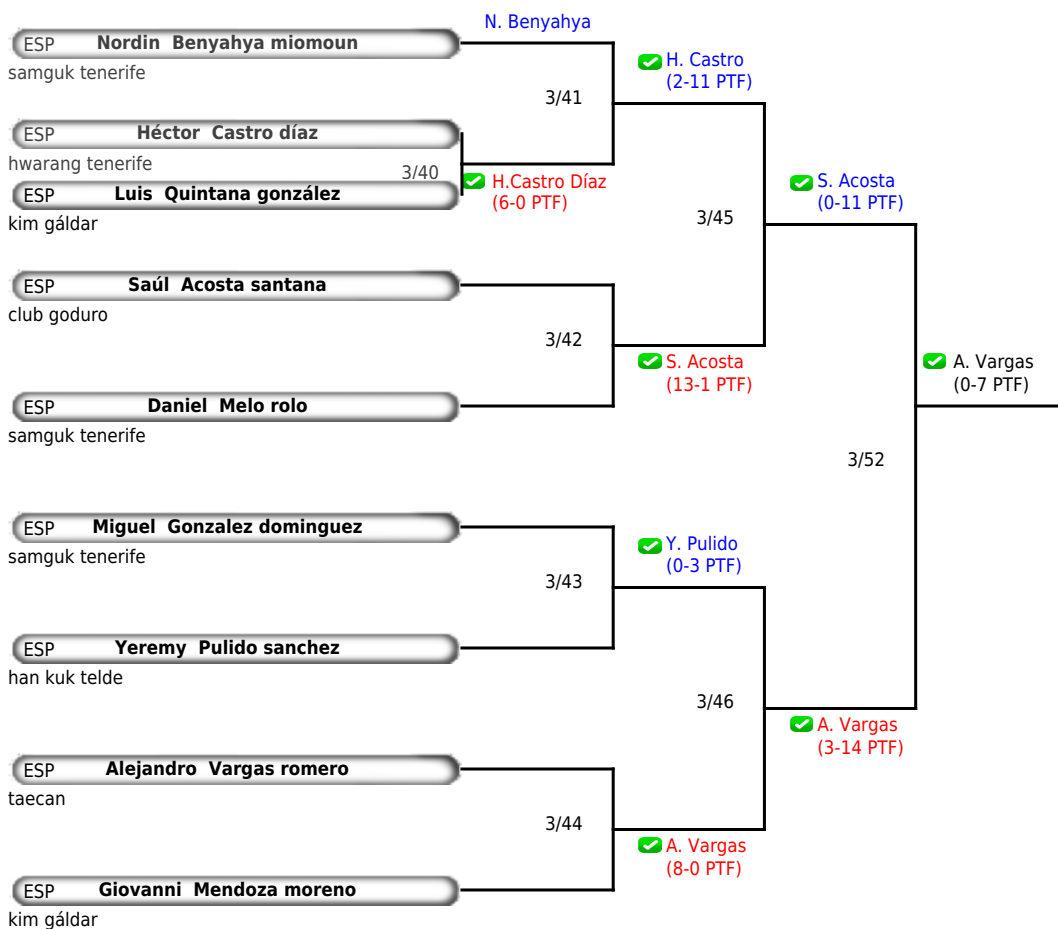 N. Benyahya
ESP Nordin Benyahya miomoun
samguk tenerife
H. Castro
(2-11 PTF)
3/41
ESP Héctor Castro díaz
hwarang tenerife
3/40
H.Castro Díaz
(6-0 PTF)
ESP Luis Quintana gonzález
kim gáldar
S. Acosta
(0-11 PTF)
3/45
ESP Saúl Acosta santana
club goduro
3/42
S. Acosta
(13-1 PTF)
A. Vargas
(0-7 PTF)
ESP Daniel Melo rolo
samguk tenerife
3/52
ESP Miguel Gonzalez dominguez
samguk tenerife
Y. Pulido
(0-3 PTF)
3/43
ESP Yeremy Pulido sanchez
han kuk telde
3/46
A. Vargas
(3-14 PTF)
ESP Alejandro Vargas romero
taecan
3/44
A. Vargas
(8-0 PTF)
ESP Giovanni Mendoza moreno
kim gáldar